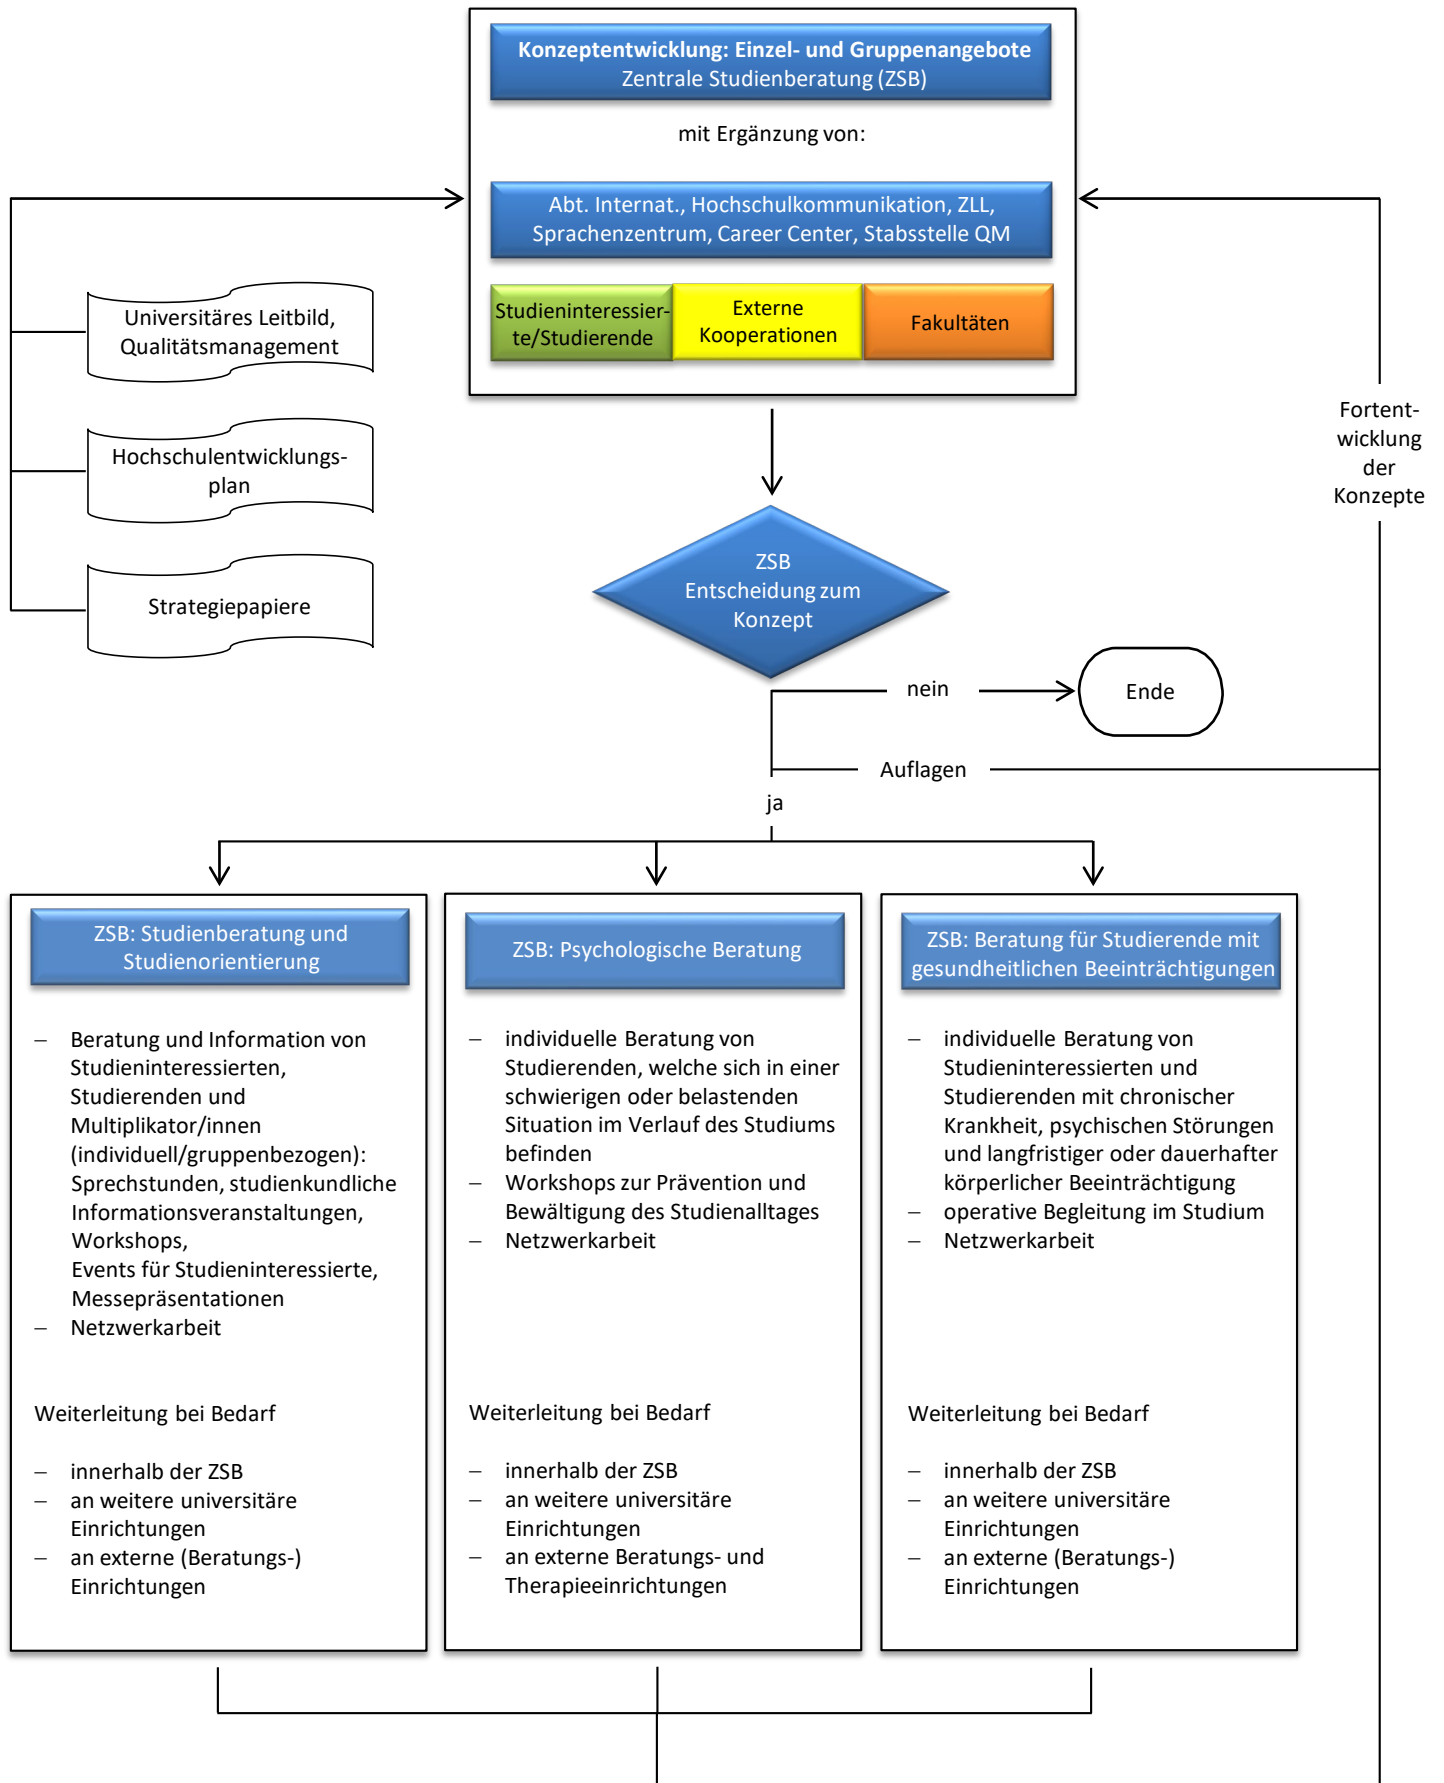 Konzeptentwicklung: Einzel- und Gruppenangebote
Zentrale Studienberatung (ZSB)
mit Ergänzung von:
Abt. Internat., Hochschulkommunikation, ZLL,
Sprachenzentrum, Career Center, Stabsstelle QM
Studieninteressier-
te/Studierende
Externe
Kooperationen
Fakultäten
Universitäres Leitbild,
Qualitätsmanagement
Hochschulentwicklungs-
plan
Strategiepapiere
Fortent-
wicklung
der
Konzepte
ZSB
Entscheidung zum
Konzept
nein
Ende
Auflagen
ja
ZSB: Studienberatung und
Studienorientierung
– Beratung und Information von
Studieninteressierten,
Studierenden und
Multiplikator/innen
(individuell/gruppenbezogen):
Sprechstunden, studienkundliche
Informationsveranstaltungen,
Workshops,
Events für Studieninteressierte,
Messepräsentationen
– Netzwerkarbeit
Weiterleitung bei Bedarf
– innerhalb der ZSB
– an weitere universitäre
Einrichtungen
– an externe (Beratungs-)
Einrichtungen
ZSB: Psychologische Beratung
– individuelle Beratung von
Studierenden, welche sich in einer
schwierigen oder belastenden
Situation im Verlauf des Studiums
befinden
– Workshops zur Prävention und
Bewältigung des Studienalltages
– Netzwerkarbeit
Weiterleitung bei Bedarf
– innerhalb der ZSB
– an weitere universitäre
Einrichtungen
– an externe Beratungs- und
Therapieeinrichtungen
ZSB: Beratung für Studierende mit
gesundheitlichen Beeinträchtigungen
– individuelle Beratung von
Studieninteressierten und
Studierenden mit chronischer
Krankheit, psychischen Störungen
und langfristiger oder dauerhafter
körperlicher Beeinträchtigung
– operative Begleitung im Studium
– Netzwerkarbeit
Weiterleitung bei Bedarf
– innerhalb der ZSB
– an weitere universitäre
Einrichtungen
– an externe (Beratungs-)
Einrichtungen